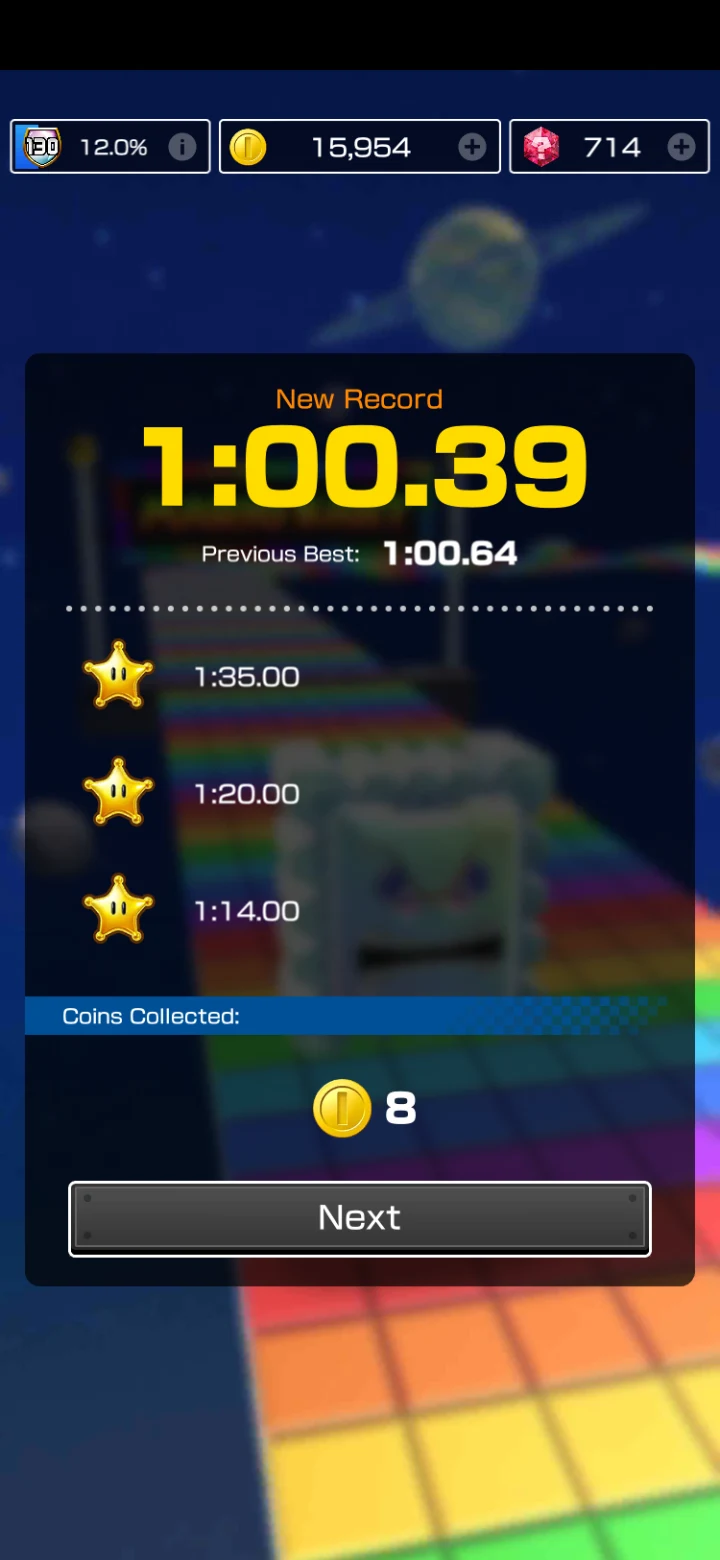 130 12.0% i 15,954 + ? 714 +
New Record
1:00.39
Previous Best: 1:00.64
1:35.00
1:20.00
1:14.00
Coins Collected:
8
Next